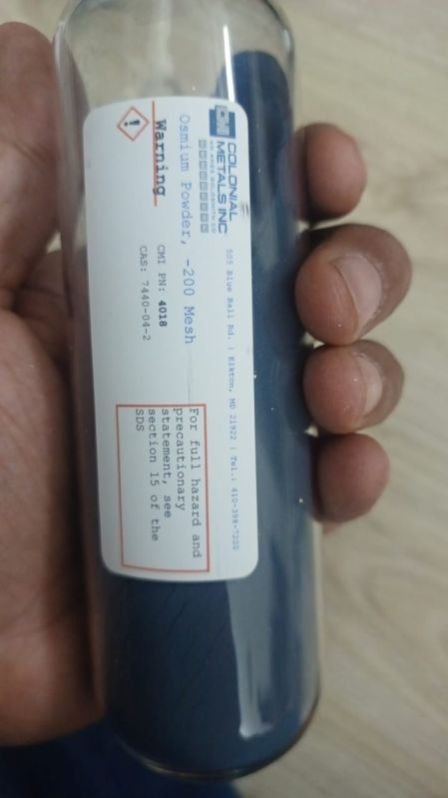 CMI COLONIAL
METALS INC
505 Blue Ball Rd. | Elkton, MD 21922 | Tel.: 410-398-7200
Osmium Powder, -200 Mesh
Warning
CMI PN: 4018
CAS: 7440-04-2
For full hazard and
precautionary
statement, see
section 15 of the
SDS